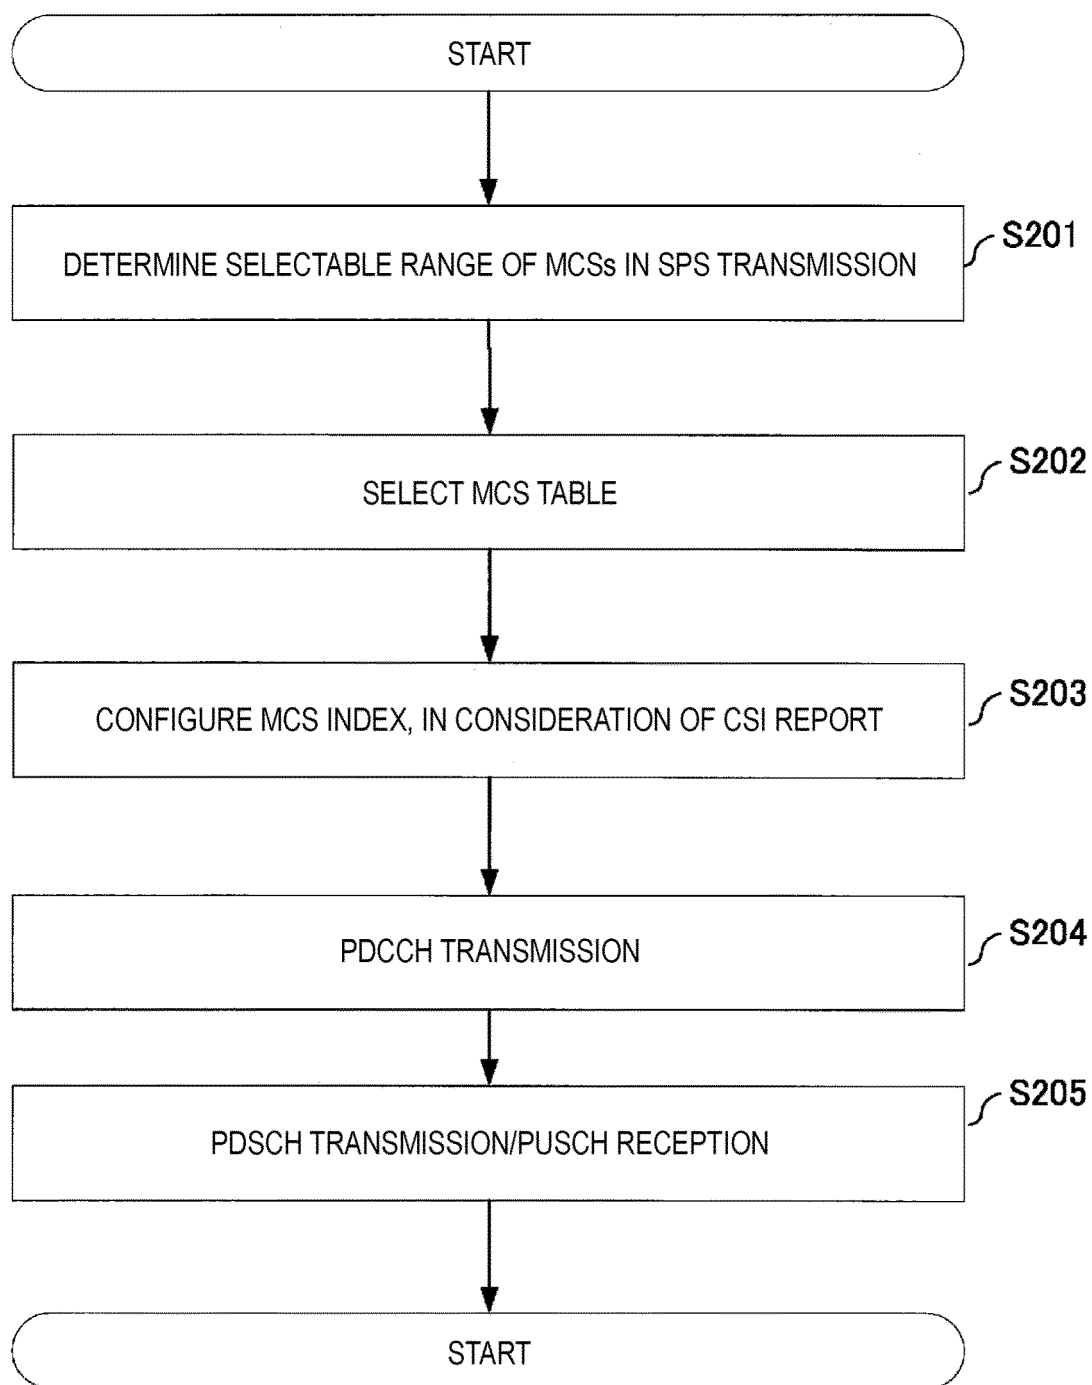 START
DETERMINE SELECTABLE RANGE OF MCSs IN SPS TRANSMISSION
S201
SELECT MCS TABLE
S202
CONFIGURE MCS INDEX, IN CONSIDERATION OF CSI REPORT
S203
PDCCH TRANSMISSION
S204
PDSCH TRANSMISSION/PUSCH RECEPTION
S205
START